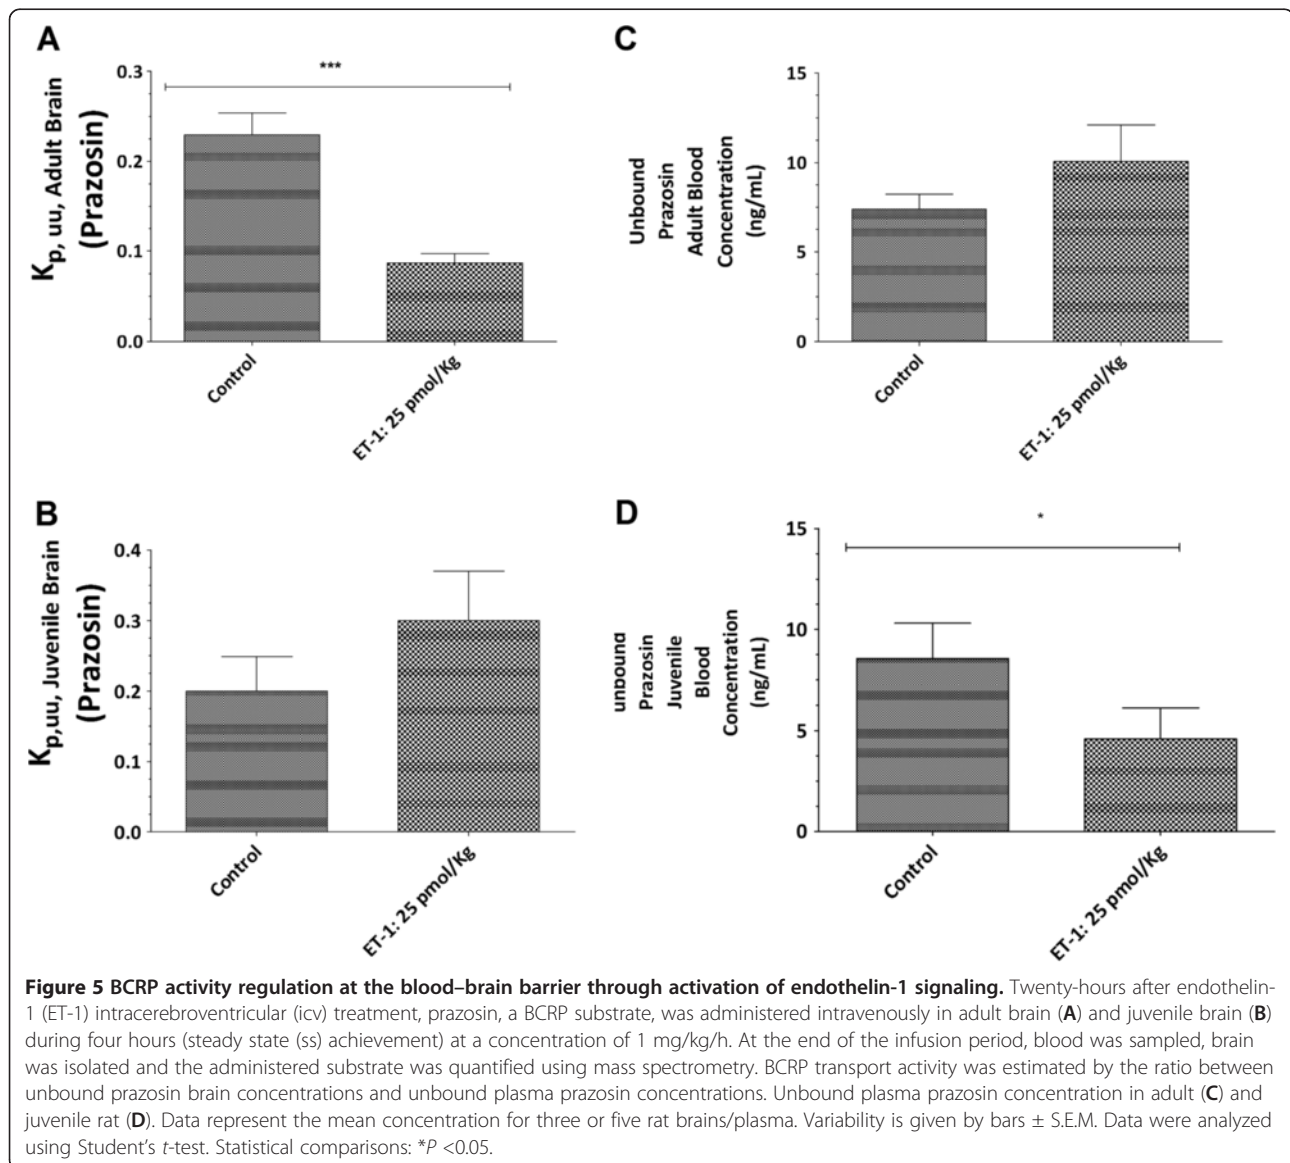 A
K p, uu, Adult Brain
(Prazosin)
0.3
0.2
0.1
0.0
***
Control
ET-1: 25 pmol/Kg
C
Unbound
Prazosin
Adult Blood
Concentration
(ng/mL)
15
10
5
0
Control
ET-1: 25 pmol/Kg
B
K p,uu, Juvenile Brain
(Prazosin)
0.4
0.3
0.2
0.1
0.0
Control
ET-1: 25 pmol/Kg
D
unbound
Prazosin
Juvenile
Blood
Concentration
(ng/mL)
15
10
5
0
*
Control
ET-1: 25 pmol/Kg
Figure 5 BCRP activity regulation at the blood–brain barrier through activation of endothelin-1 signaling. Twenty-hours after endothelin-
1 (ET-1) intracerebroventricular (icv) treatment, prazosin, a BCRP substrate, was administered intravenously in adult brain (A) and juvenile brain (B)
during four hours (steady state (ss) achievement) at a concentration of 1 mg/kg/h. At the end of the infusion period, blood was sampled, brain
was isolated and the administered substrate was quantified using mass spectrometry. BCRP transport activity was estimated by the ratio between
unbound prazosin brain concentrations and unbound plasma prazosin concentrations. Unbound plasma prazosin concentration in adult (C) and
juvenile rat (D). Data represent the mean concentration for three or five rat brains/plasma. Variability is given by bars ± S.E.M. Data were analyzed
using Student's t-test. Statistical comparisons: *P <0.05.